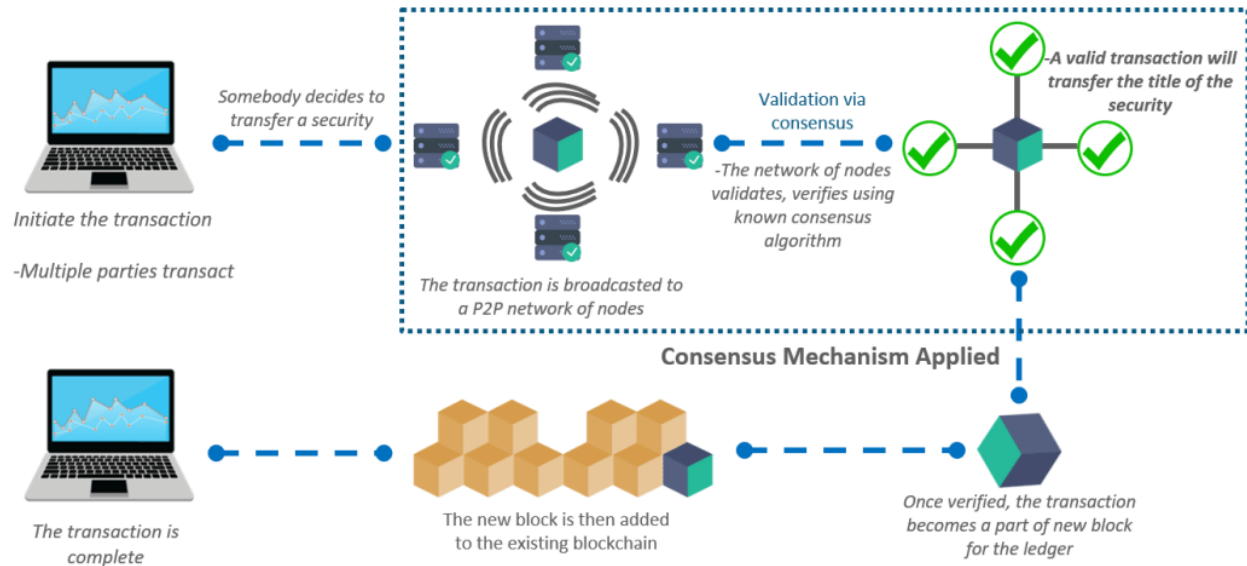 Initiate the transaction
-Multiple parties transact
Somebody decides to
transfer a security
The transaction is broadcasted to
a P2P network of nodes
Validation via
consensus
-The network of nodes
validates, verifies using
known consensus
algorithm
-A valid transaction will
transfer the title of the
security
Consensus Mechanism Applied
Once verified, the transaction
becomes a part of new block
for the ledger
The new block is then added
to the existing blockchain
The transaction is
complete